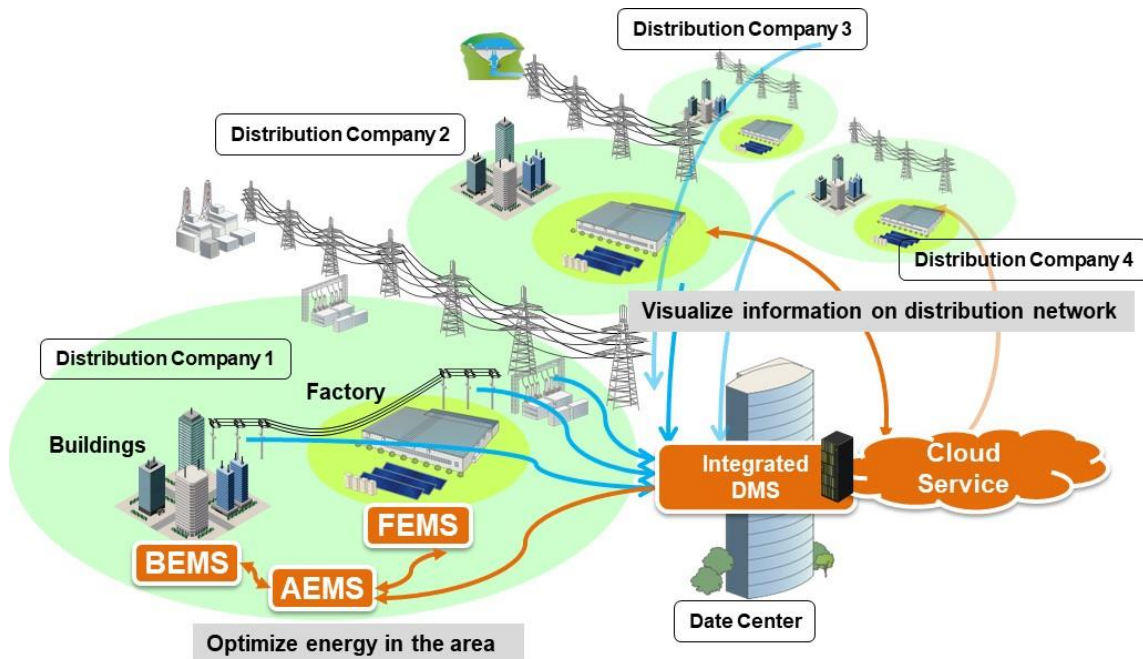 Distribution Company 3
Distribution Company 2
Distribution Company 4
Visualize information on distribution network
Distribution Company 1
Factory
Buildings
Integrated
DMS
Cloud
Service
FEMS
BEMS
AEMS
Date Center
Optimize energy in the area